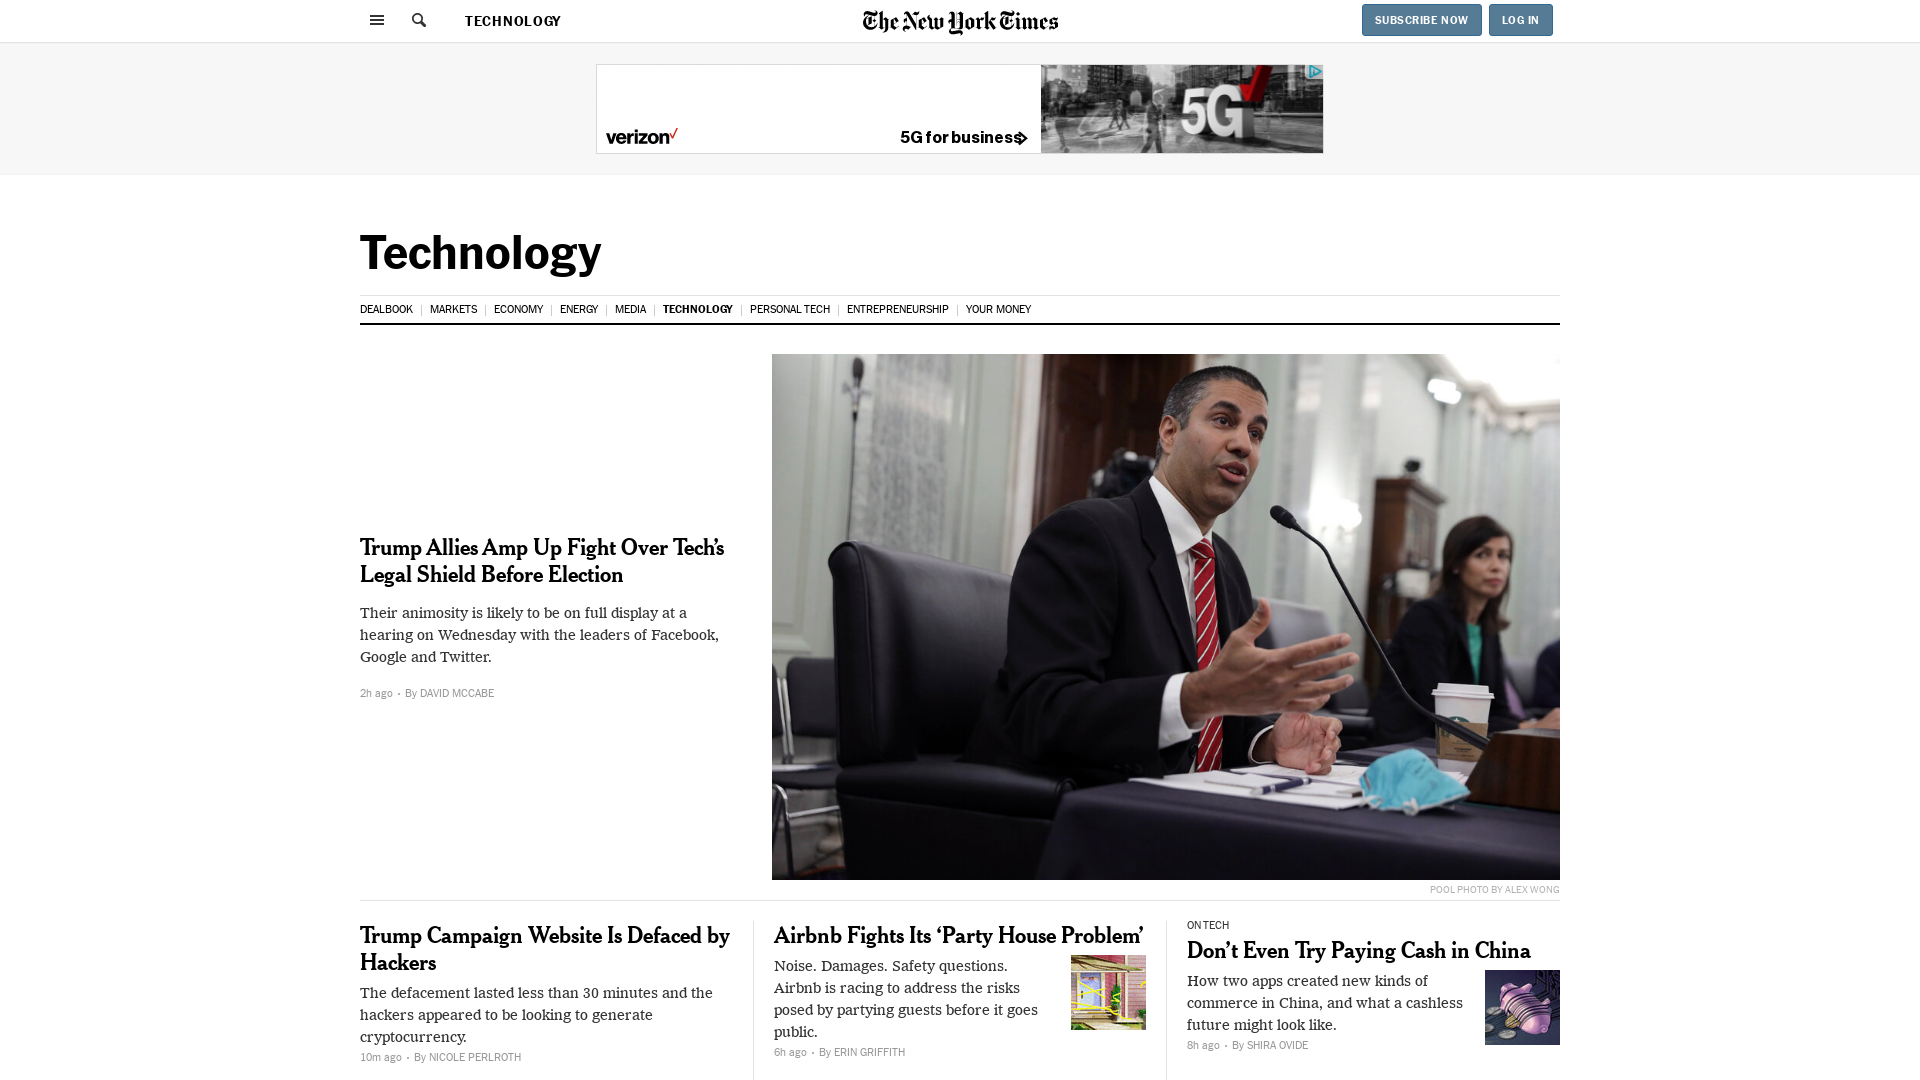 TECHNOLOGY
The New York Times
SUBSCRIBE NOW
LOG IN
verizon
5G for business
5G
Technology
DEALBOOK
MARKETS
ECONOMY
ENERGY
MEDIA
TECHNOLOGY
PERSONAL TECH
ENTREPRENEURSHIP
YOUR MONEY
Trump Allies Amp Up Fight Over Tech's
Legal Shield Before Election
Their animosity is likely to be on full display at a
hearing on Wednesday with the leaders of Facebook,
Google and Twitter.
2h ago · By DAVID MCCABE
POOL PHOTO BY ALEX WONG
Trump Campaign Website Is Defaced by
Hackers
The defacement lasted less than 30 minutes and the
hackers appeared to be looking to generate
cryptocurrency.
10m ago · By NICOLE PERLROTH
Airbnb Fights Its ‘Party House Problem’
Noise. Damages. Safety questions.
Airbnb is racing to address the risks
posed by partying guests before it goes
public.
6h ago · By ERIN GRIFFITH
ON TECH
Don’t Even Try Paying Cash in China
How two apps created new kinds of
commerce in China, and what a cashless
future might look like.
8h ago · By SHIRA OVIDE